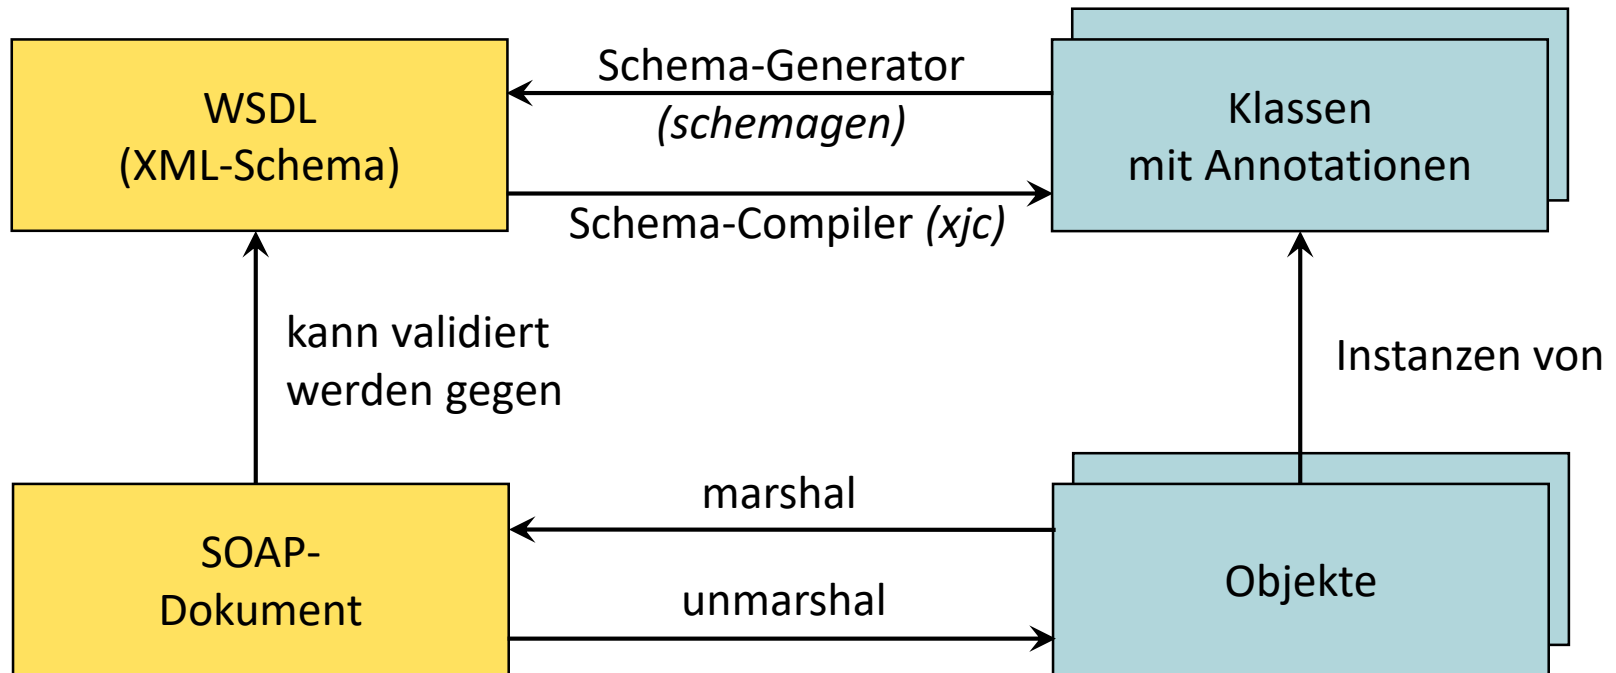 WSDL
(XML-Schema)
Schema-Generator
(schemagen)
Schema-Compiler (xjc)
Klassen
mit Annotationen
kann validiert
werden gegen
Instanzen von
SOAP-
Dokument
marshal
unmarshal
Objekte